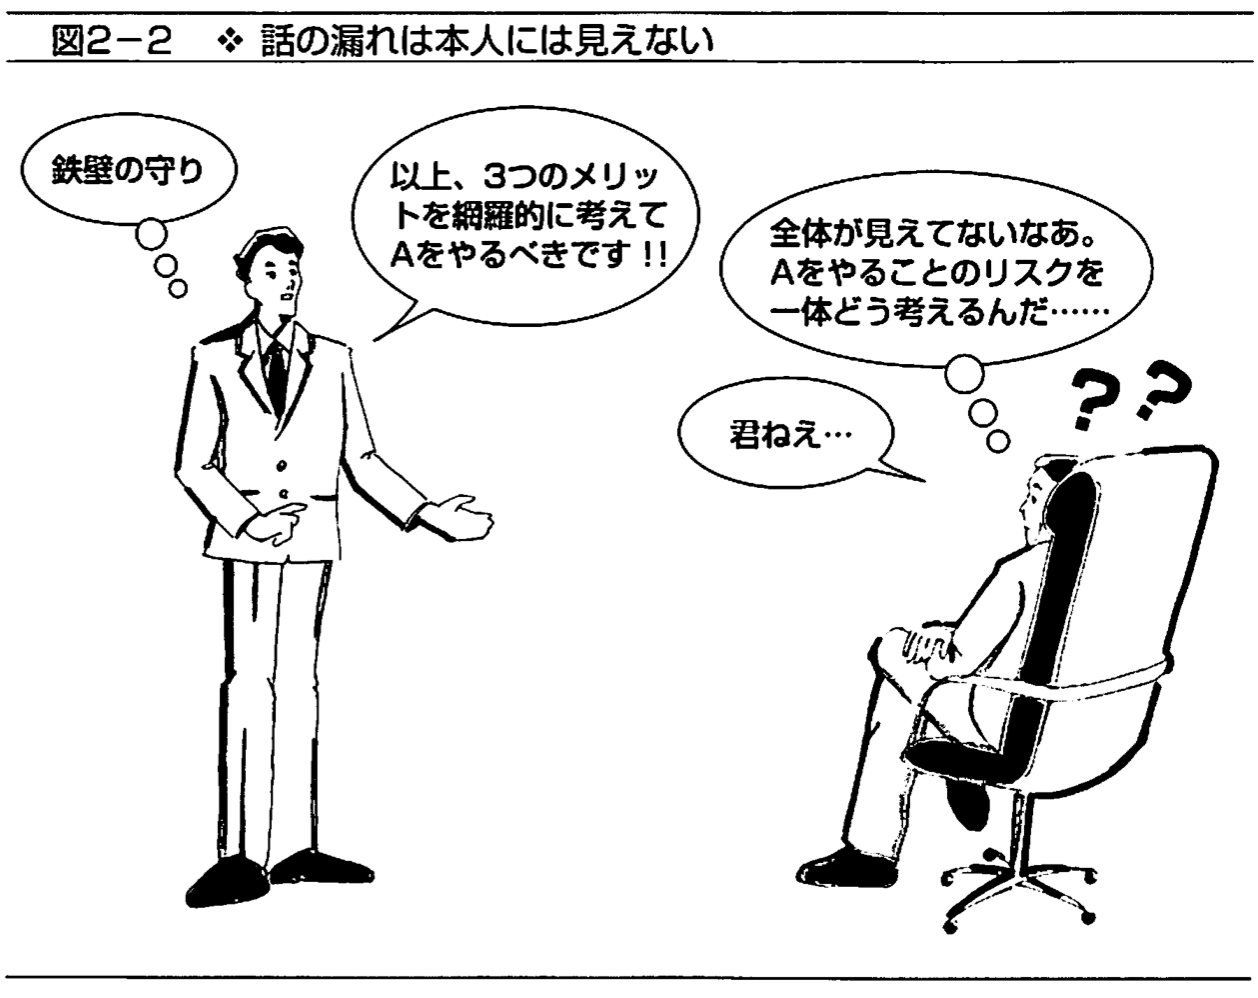 図2-2 ❖ 話の漏れは本人には見えない
鉄壁の守り
以上、3つのメリッ
トを網羅的に考えて
Aをやるべきです!!
全体が見えてないなあ。
Aをやることのリスクを
一体どう考えるんだ……
君ねえ…
? ?